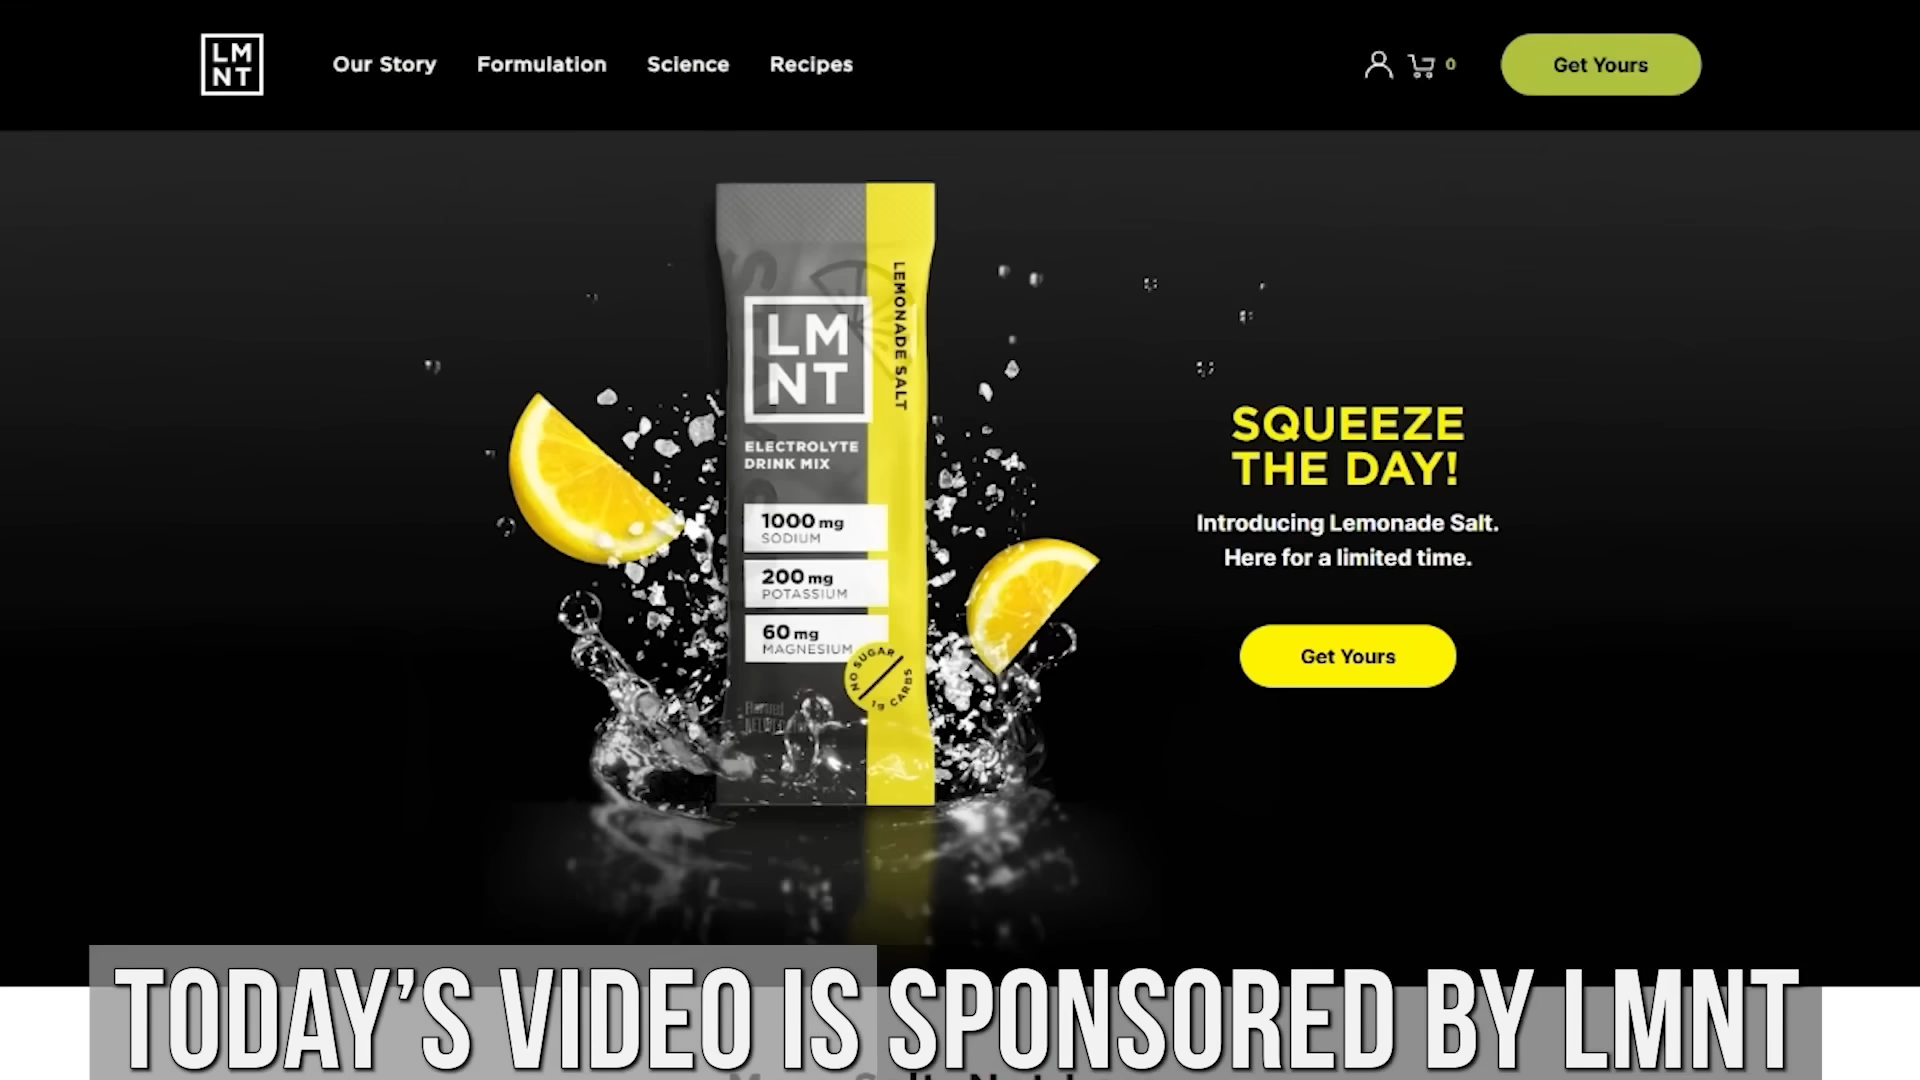 LM
NT
Our Story
Formulation
Science
Recipes
0
Get Yours
LM
NT
LEMONADE SALT
ELECTROLYTE
DRINK MIX
1000 mg
SODIUM
200 mg
POTASSIUM
60 mg
MAGNESIUM
NO SUGAR
1g CARBS
SQUEEZE
THE DAY!
Introducing Lemonade Salt.
Here for a limited time.
Get Yours
TODAY’S VIDEO IS SPONSORED BY LMNT